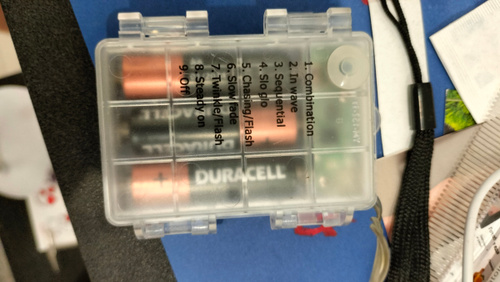 1. Combination
2. In wave
3. Sequential
4. Slo glo
5. Chasing/Flash
6. Slow fade
7. Twinkle/Flash
8. Steady on
9. Off
DURACELL
DURACELL